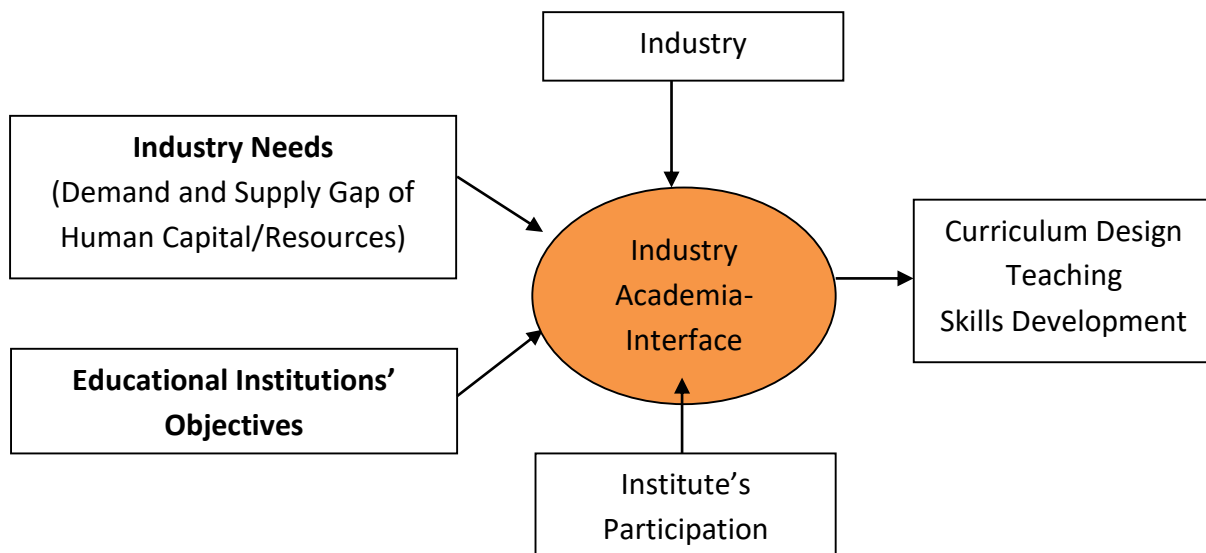 Industry
Industry Needs
(Demand and Supply Gap of
Human Capital/Resources)
Educational Institutions’
Objectives
Industry
Academia-
Interface
Institute’s
Participation
Curriculum Design
Teaching
Skills Development